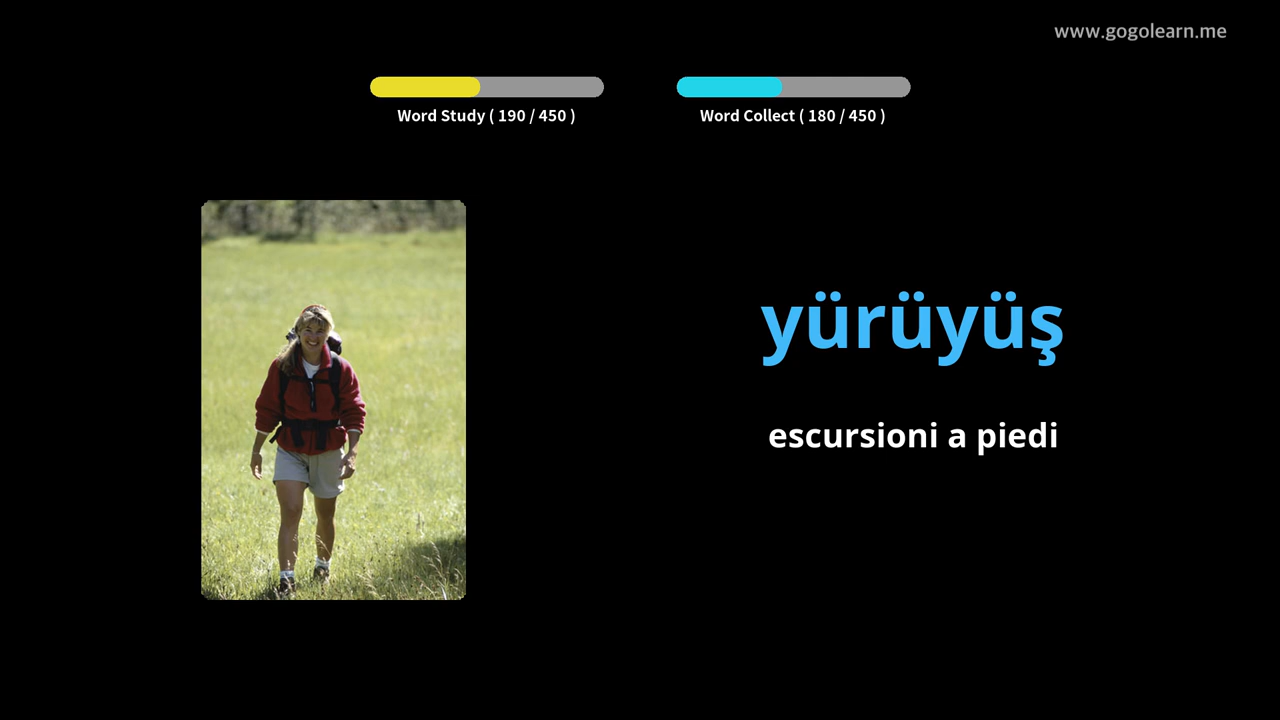 www.gogolearn.me
Word Study ( 190 / 450 )
Word Collect ( 180 / 450 )
yürüyüş
escursioni a piedi